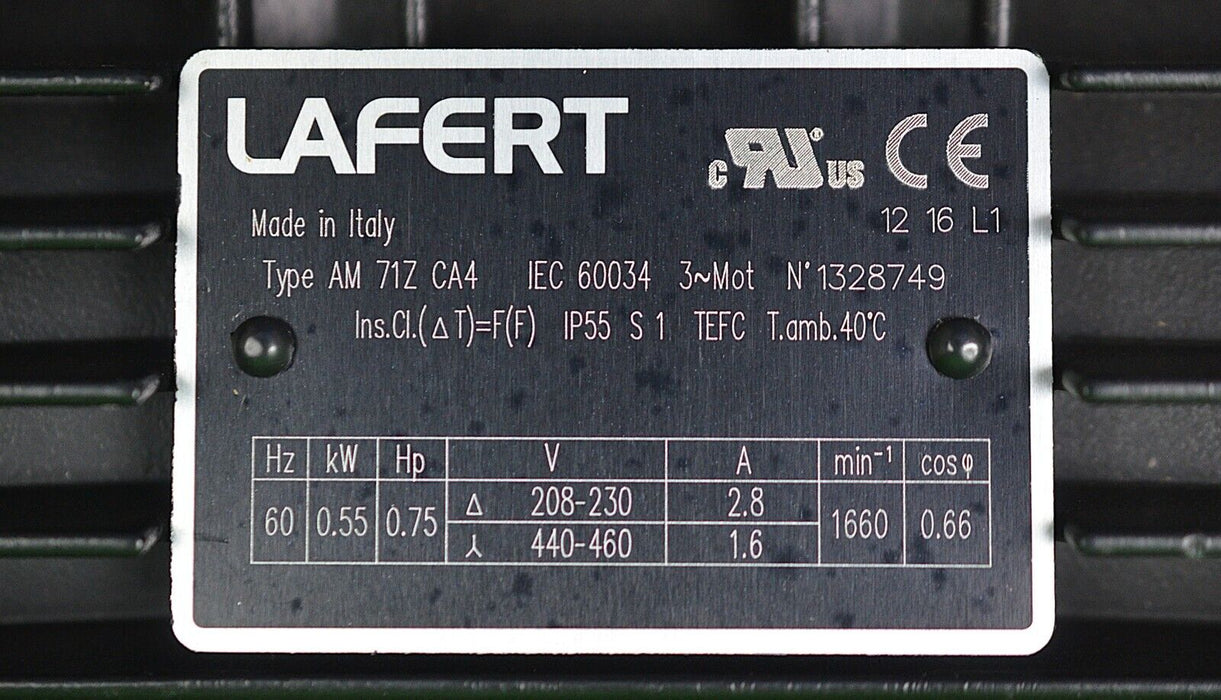 LAFERT
c RU® US CE
Made in Italy
12 16 L1
Type AM 71Z CA4 IEC 60034 3~Mot N°1328749
Ins.Cl.(ΔT)=F(F) IP55 S1 TEFC T.amb.40°C
Hz kW Hp V A min⁻¹ cosφ
60 0.55 0.75 Δ 208-230 2.8 1660 0.66
⅄ 440-460 1.6